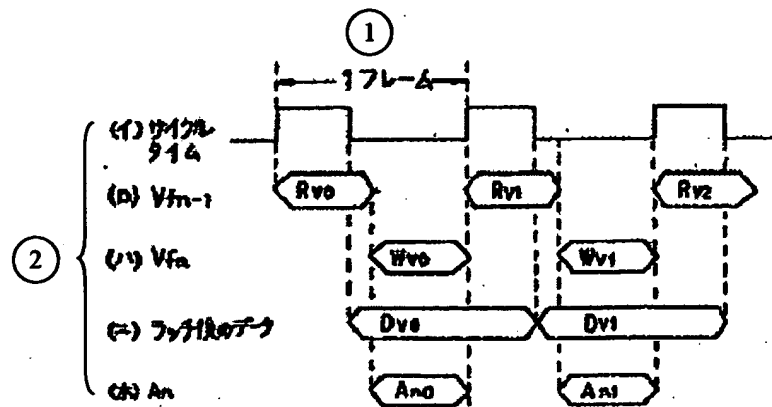 ①
1フレーム
(イ) サイクル
タイム
(ロ) Vfn-1
Rv0
Rv1
Rv2
②
(ハ) Vfn
Wv0
Wv1
(ニ) ラッチ後のデータ
Dv0
Dv1
(ホ) An
An0
An1